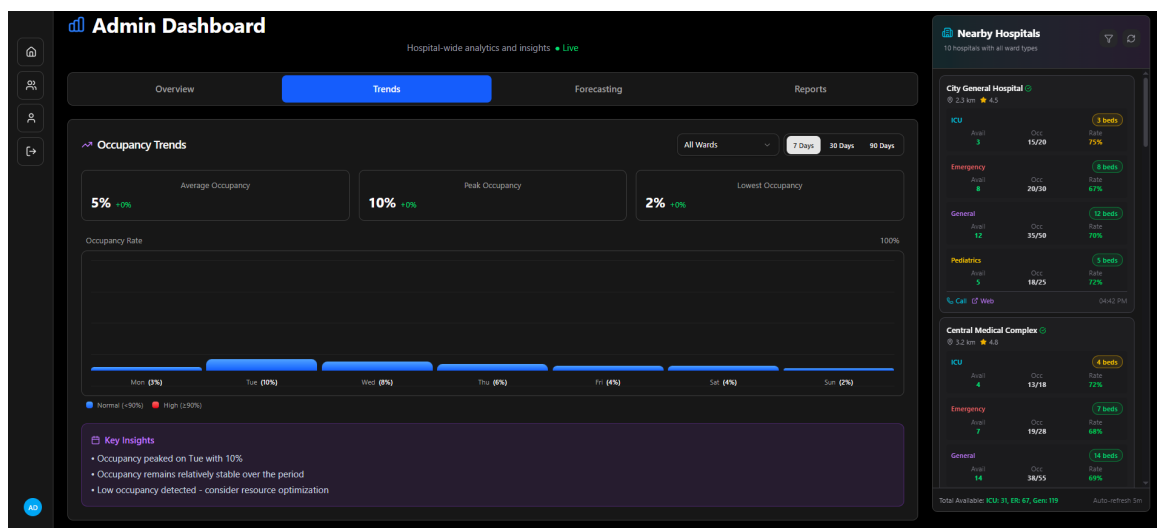 Admin Dashboard
Hospital-wide analytics and insights ● Live
Overview
Trends
Forecasting
Reports
Occupancy Trends
All Wards
7 Days
30 Days
90 Days
Average Occupancy
5% +0%
Peak Occupancy
10% +0%
Lowest Occupancy
2% +0%
Occupancy Rate
100%
Mon (3%)
Tue (10%)
Wed (8%)
Thu (6%)
Fri (4%)
Sat (4%)
Sun (2%)
Normal (<90%)
High (≥90%)
Key Insights
• Occupancy peaked on Tue with 10%
• Occupancy remains relatively stable over the period
• Low occupancy detected - consider resource optimization
AD
Nearby Hospitals
10 hospitals with all ward types
City General Hospital
2.3 km ★ 4.5
ICU 3 beds
Avail Occ Rate
3 15/20 75%
Emergency 8 beds
Avail Occ Rate
8 20/30 67%
General 12 beds
Avail Occ Rate
12 35/50 70%
Pediatrics 5 beds
Avail Occ Rate
5 18/25 72%
Call Web 04:42 PM
Central Medical Complex
3.2 km ★ 4.8
ICU 4 beds
Avail Occ Rate
4 13/18 72%
Emergency 7 beds
Avail Occ Rate
7 19/28 68%
General 14 beds
Avail Occ Rate
14 38/55 69%
Total Available: ICU: 31, ER: 67, Gen: 119 Auto-refresh 5m